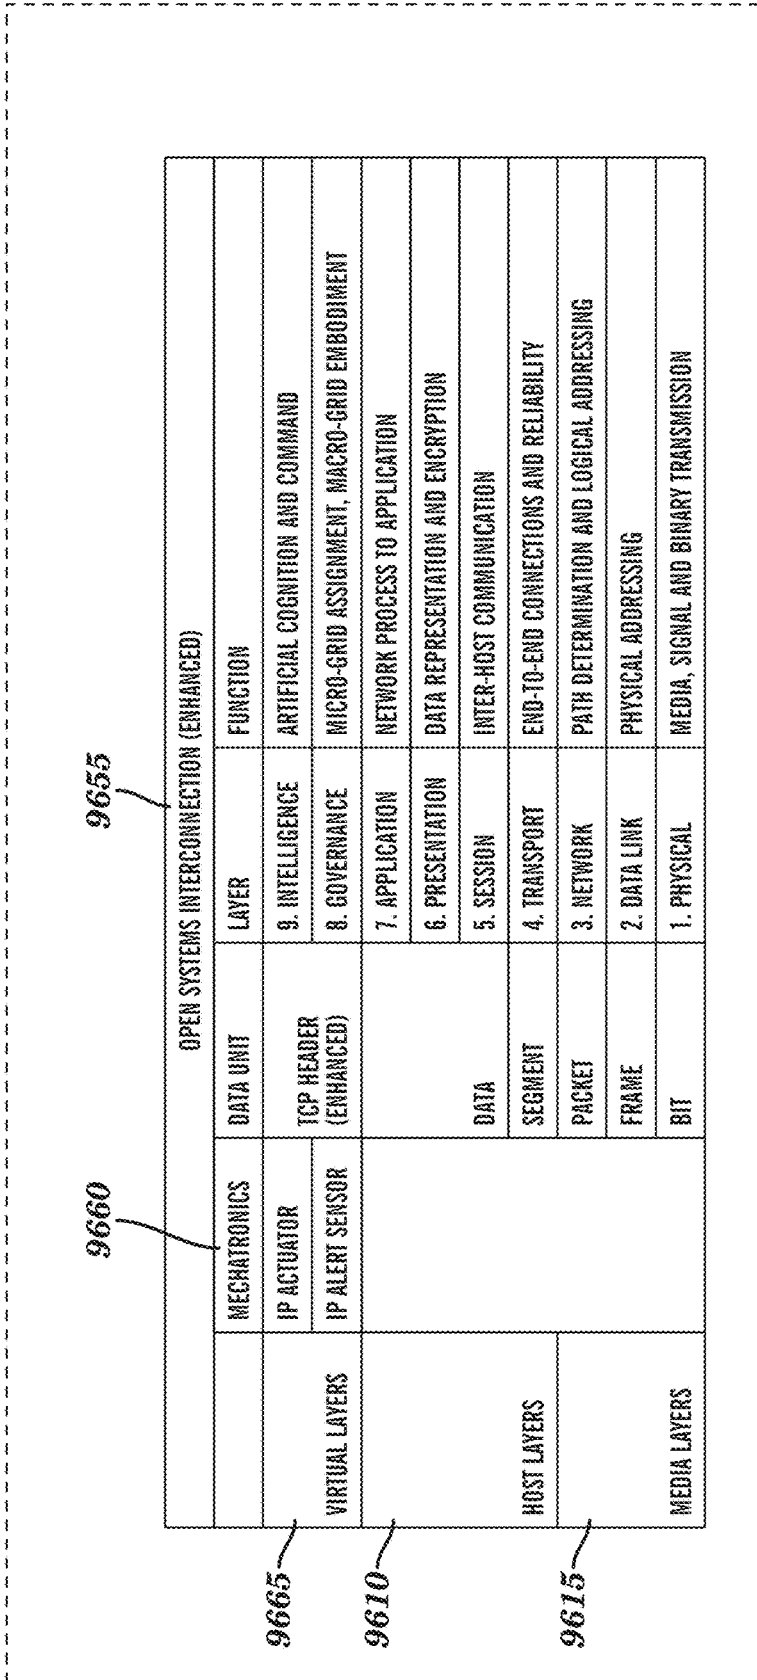 9655
OPEN SYSTEMS INTERCONNECTION (ENHANCED)
9660
MECHATRONICS
DATA UNIT
LAYER
FUNCTION
9665
VIRTUAL LAYERS
IP ACTUATOR
TCP HEADER
(ENHANCED)
9. INTELLIGENCE
ARTIFICIAL COGNITION AND COMMAND
IP ALERT SENSOR
8. GOVERNANCE
MICRO-GRID ASSIGNMENT, MACRO-GRID EMBODIMENT
9610
HOST LAYERS
DATA
7. APPLICATION
NETWORK PROCESS TO APPLICATION
6. PRESENTATION
DATA REPRESENTATION AND ENCRYPTION
5. SESSION
INTER-HOST COMMUNICATION
SEGMENT
4. TRANSPORT
END-TO-END CONNECTIONS AND RELIABILITY
9615
MEDIA LAYERS
PACKET
3. NETWORK
PATH DETERMINATION AND LOGICAL ADDRESSING
FRAME
2. DATA LINK
PHYSICAL ADDRESSING
BIT
1. PHYSICAL
MEDIA, SIGNAL AND BINARY TRANSMISSION